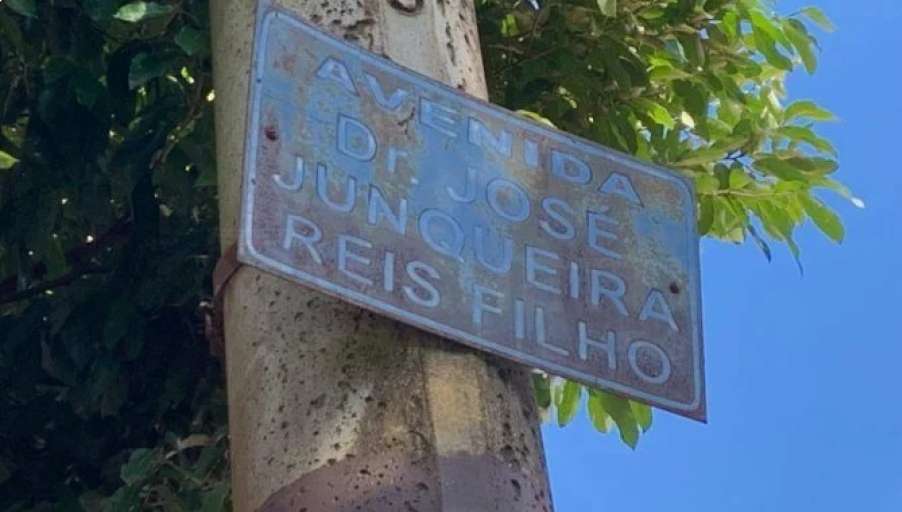 AVENIDA
Dr. JOSÉ
JUNQUEIRA
REIS FILHO